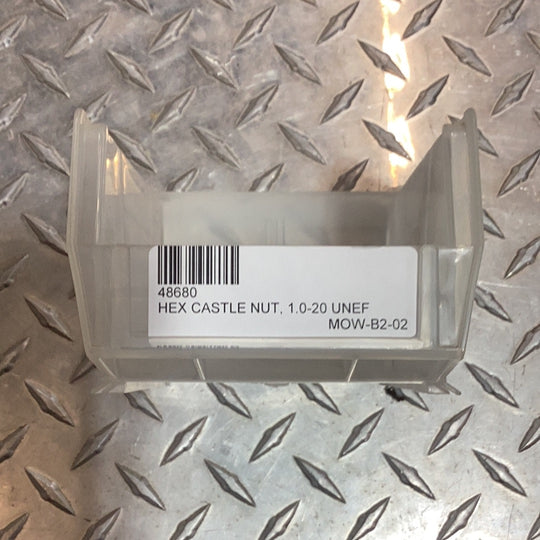 48680
HEX CASTLE NUT, 1.0-20 UNEF
MOW-B2-02